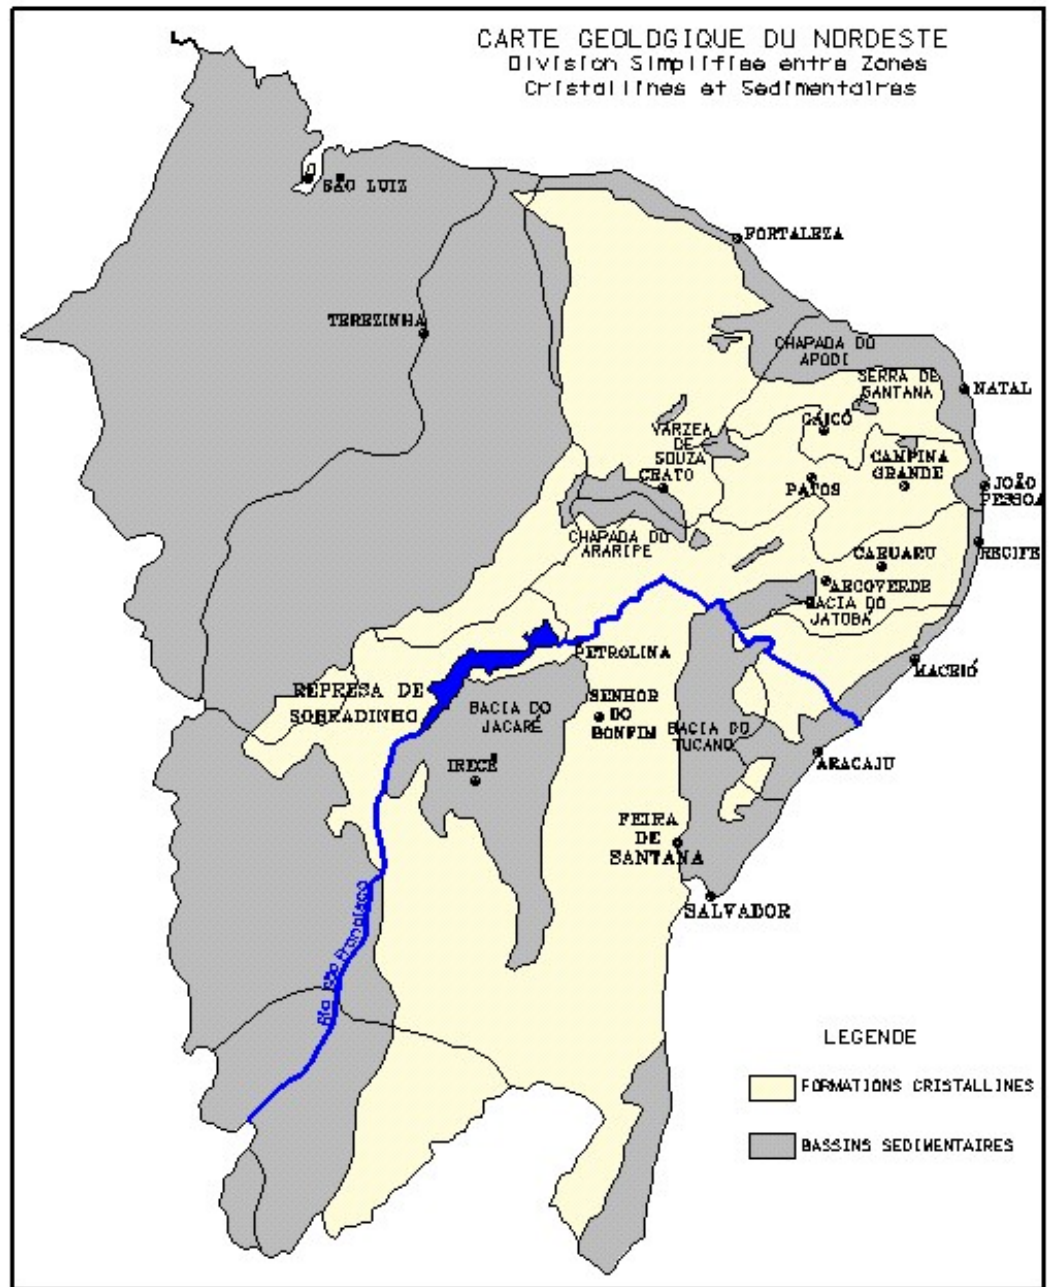 CARTE GEOLOGIQUE DU NORDESTE
Division Simplifiee entre Zones
Cristallines et Sedimentaires
SÃO LUIZ
FORTALEZA
TEREZINHA
CHAPADA DO
APODI
SERRA DE
SANTANA
NATAL
CAICÓ
VARZEA
DE
SOUZA
CAMPINA
GRANDE
CRATO
PATOS
JOÃO
PESSOA
CHAPADA DO
ARARIPE
RECIFE
CARUARU
ARCOVERDE
BACIA DO
JATOBÁ
PETROLINA
MACEIÓ
REPRESA DE
SOBRADINHO
SENHOR
DO
BONFIM
BACIA DO
JACARÉ
BACIA DO
TUCANO
ARACAJU
IRECE
FEIRA
DE
SANTANA
SALVADOR
Rio São Francisco
LEGENDE
FORMATIONS CRISTALLINES
BASSINS SEDIMENTAIRES